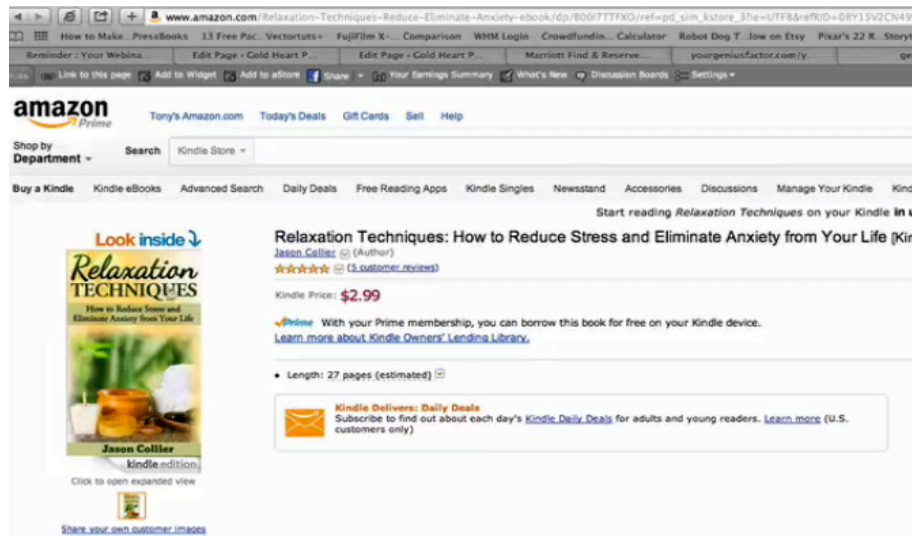 www.amazon.com/Relaxation-Techniques-Reduce-Eliminate-Anxiety-ebook/dp/B00I7TTFXO/ref=pd_sim_kstore_3?ie=UTF8&refRID=08Y15V2CN49
How to Make...PressBooks 13 Free Pac...Vectortuts+ FujiFilm X-... Comparison WHM Login Crowdfundin... Calculator Robot Dog T...low on Etsy Pixar's 22 R...Storyt
Reminder : Your Webina... Edit Page ‹ Gold Heart P... Edit Page ‹ Gold Heart P... Marriott Find & Reserve... yourgeniusfactor.com/y... ge
Link to this page Add to Widget Add to aStore Share Your Earnings Summary What's New Discussion Boards Settings
amazon
Prime
Tony's Amazon.com Today's Deals Gift Cards Sell Help
Shop by
Department
Search Kindle Store
Buy a Kindle Kindle eBooks Advanced Search Daily Deals Free Reading Apps Kindle Singles Newsstand Accessories Discussions Manage Your Kindle Kind
Start reading Relaxation Techniques on your Kindle in u
Look inside
Relaxation
TECHNIQUES
How to Reduce Stress and
Eliminate Anxiety from Your Life
Jason Collier
kindle edition
Click to open expanded view
Share your own customer images
Relaxation Techniques: How to Reduce Stress and Eliminate Anxiety from Your Life [Kin
Jason Collier (Author)
(5 customer reviews)
Kindle Price: $2.99
Prime With your Prime membership, you can borrow this book for free on your Kindle device.
Learn more about Kindle Owners' Lending Library.
• Length: 27 pages (estimated)
Kindle Delivers: Daily Deals
Subscribe to find out about each day's Kindle Daily Deals for adults and young readers. Learn more (U.S.
customers only)